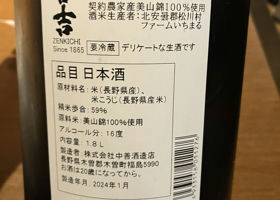 契約農家産美山錦100%使用
酒米生産者：北安曇郡松川村
ファームいちまる
吉
ZENKICHI
Since 1865
要冷蔵 デリケートな生酒です
品目 日本酒
原材料名：米(長野県産)、
米こうじ(長野県産米)
精米歩合：59%
原料米：美山錦100%使用
アルコール分：16度
内容量：1.8L
製造者：株式会社中善酒造店
長野県木曽郡木曽町福島5990
お酒は20歳になってから。
製造年月 2024年1月